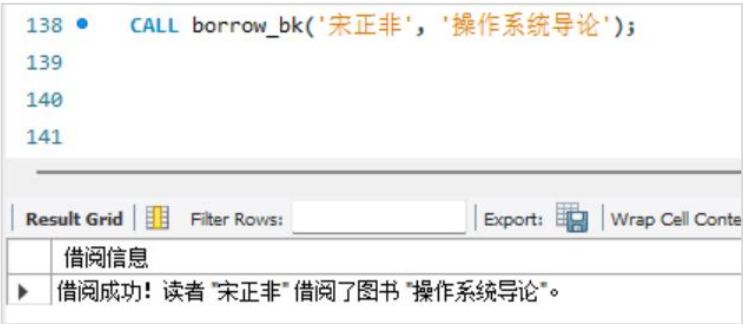 138 CALL borrow_bk('宋正非', '操作系统导论');
139
140
141
Result Grid Filter Rows: Export: Wrap Cell Conte
借阅信息
借阅成功！读者 "宋正非" 借阅了图书 "操作系统导论"。